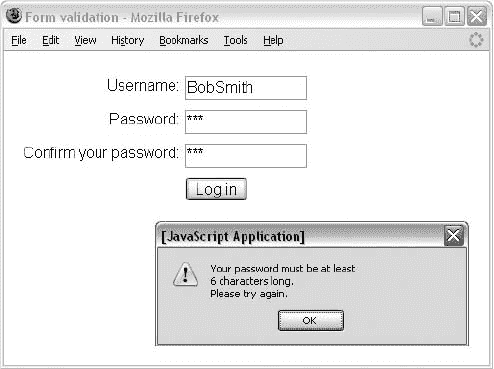 Form validation - Mozilla Firefox
File Edit View History Bookmarks Tools Help
Username: BobSmith
Password: ***
Confirm your password: ***
Log in
[JavaScript Application]
Your password must be at least
6 characters long.
Please try again.
OK